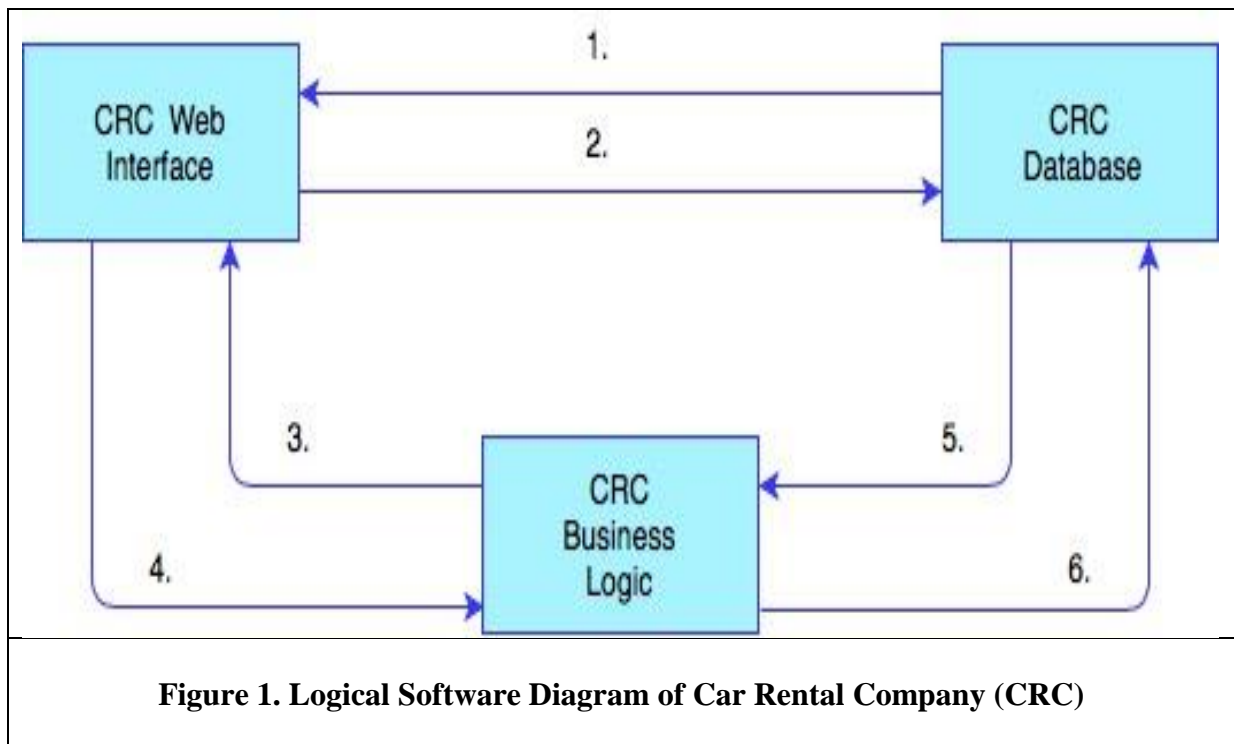 1.
CRC Web
Interface
2.
CRC
Database
3.
4.
CRC
Business
Logic
5.
6.
Figure 1. Logical Software Diagram of Car Rental Company (CRC)